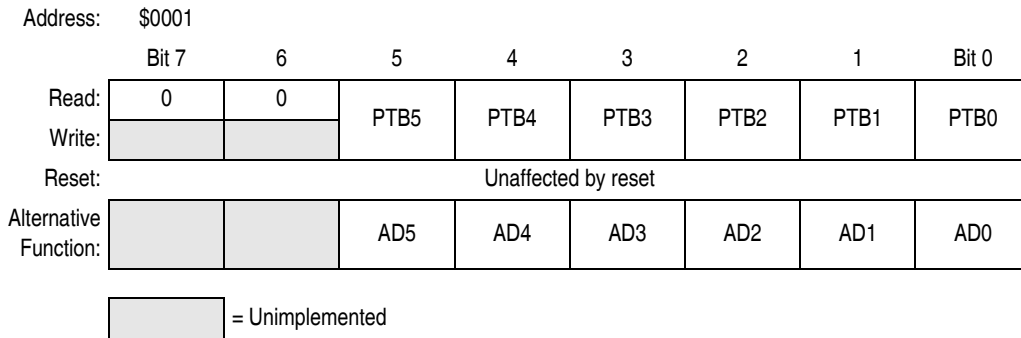 Address: $0001
Bit 7 6 5 4 3 2 1 Bit 0
Read: 0 0 PTB5 PTB4 PTB3 PTB2 PTB1 PTB0
Write:
Reset: Unaffected by reset
Alternative
Function: AD5 AD4 AD3 AD2 AD1 AD0
= Unimplemented